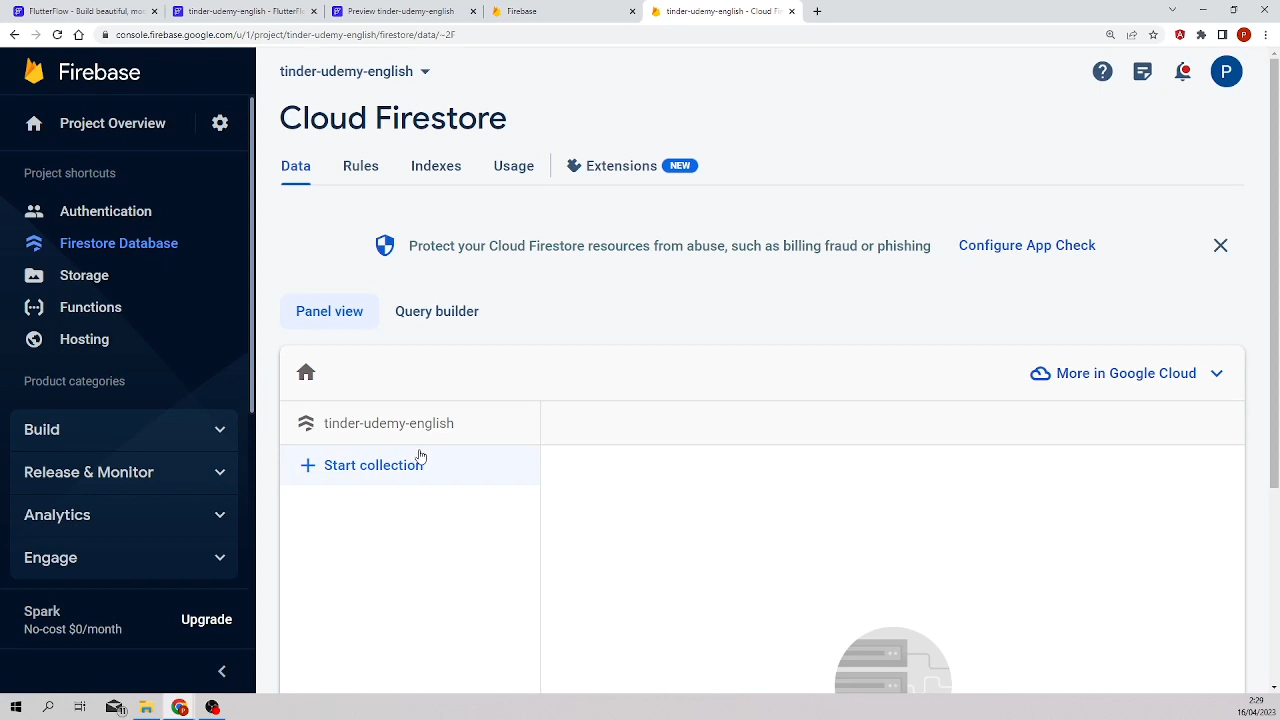 FlutterFlow - Build beautiful, mo
tinder-udemy-english - FlutterF
Preview tinder-udemy-english
Firebase
tinder-udemy-english - Cloud Fi
console.firebase.google.com/u/1/project/tinder-udemy-english/firestore/data/~2F
P
Firebase
tinder-udemy-english
P
Project Overview
Cloud Firestore
Data
Rules
Indexes
Usage
Extensions
NEW
Project shortcuts
Authentication
Firestore Database
Storage
Functions
Hosting
Protect your Cloud Firestore resources from abuse, such as billing fraud or phishing
Configure App Check
Panel view
Query builder
Product categories
Build
Release & Monitor
Analytics
Engage
More in Google Cloud
tinder-udemy-english
Start collection
Spark
No-cost $0/month
Upgrade
2:29
16/04/2023